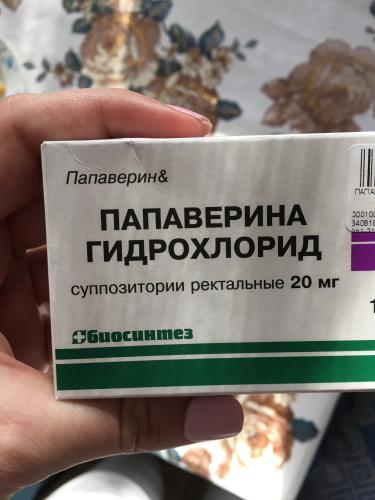 Папаверин&
ПАПАВЕРИНА
ГИДРОХЛОРИД
суппозитории ректальные 20 мг
биосинтез